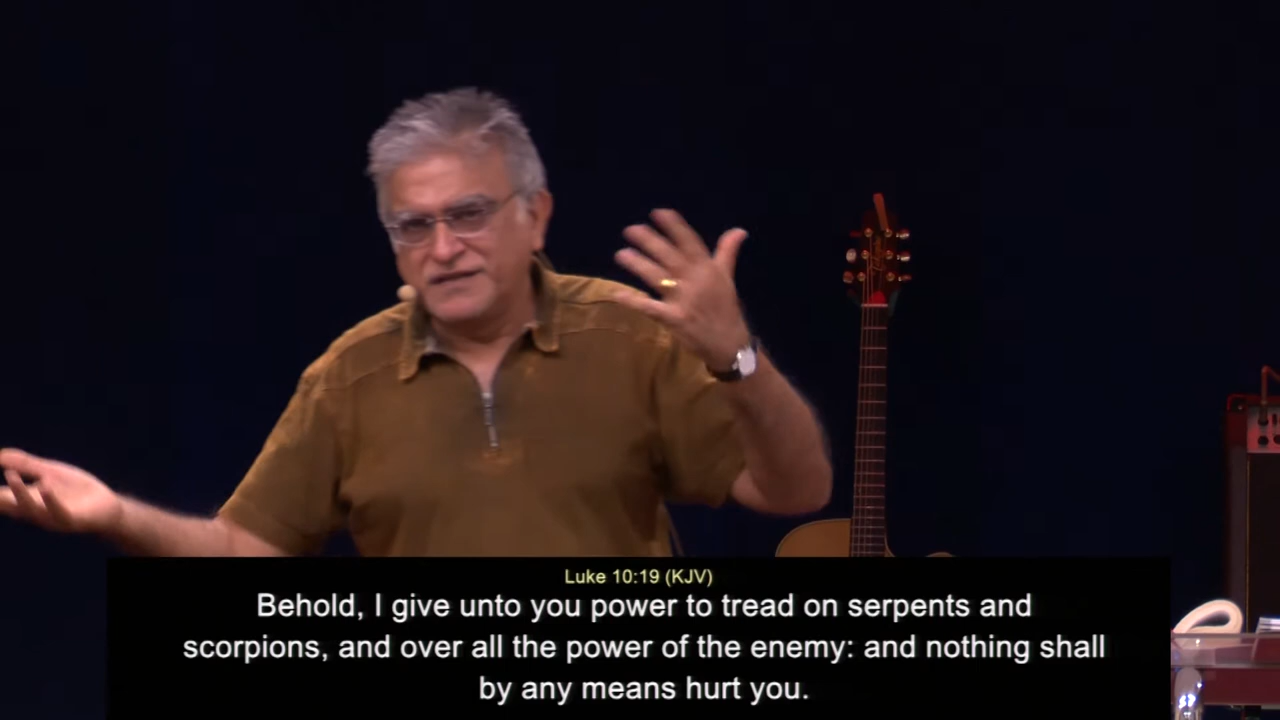 Luke 10:19 (KJV)
Behold, I give unto you power to tread on serpents and
scorpions, and over all the power of the enemy: and nothing shall
by any means hurt you.